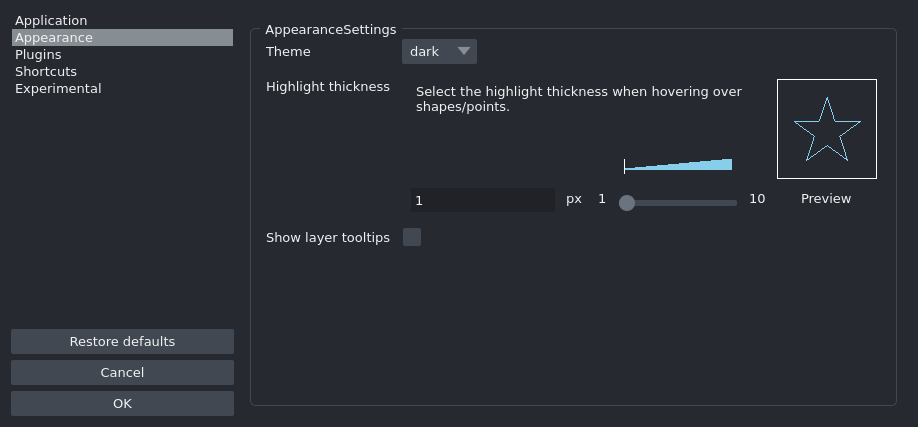 Application
Appearance
Plugins
Shortcuts
Experimental
Restore defaults
Cancel
OK
AppearanceSettings
Theme
dark
Highlight thickness
Select the highlight thickness when hovering over
shapes/points.
1
px
1
10
Preview
Show layer tooltips